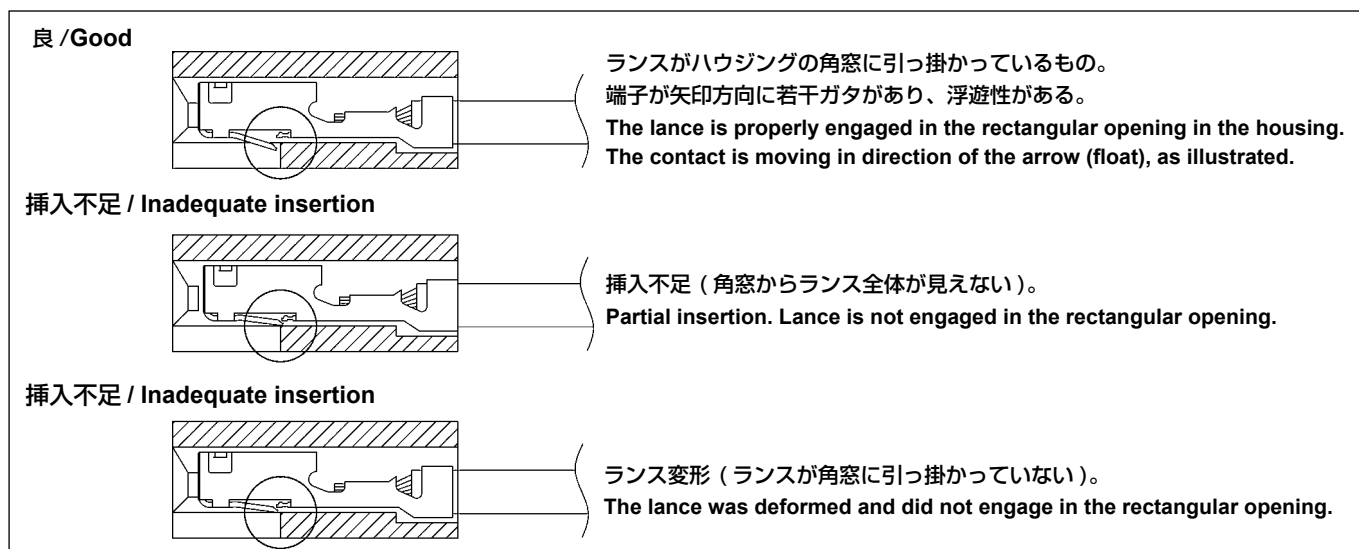 良 /Good
ランスがハウジングの角窓に引っ掛かっているもの。
端子が矢印方向に若干ガタがあり、浮遊性がある。
The lance is properly engaged in the rectangular opening in the housing.
The contact is moving in direction of the arrow (float), as illustrated.
挿入不足 / Inadequate insertion
挿入不足 ( 角窓からランス全体が見えない )。
Partial insertion. Lance is not engaged in the rectangular opening.
挿入不足 / Inadequate insertion
ランス変形 ( ランスが角窓に引っ掛かっていない )。
The lance was deformed and did not engage in the rectangular opening.